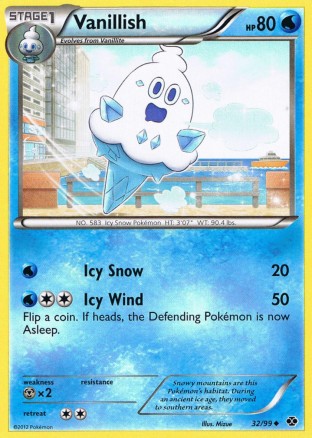 STAGE 1 Vanillish HP 80
Evolves from Vanillite
NO. 583 Icy Snow Pokémon HT: 3'07" WT: 90.4 lbs.
Icy Snow 20
Icy Wind 50
Flip a coin. If heads, the Defending Pokémon is now
Asleep.
weakness resistance
×2
retreat
Snowy mountains are this
Pokémon's habitat. During
an ancient ice age, they moved
to southern areas.
Illus. Mizue 32/99
©2012 Pokémon